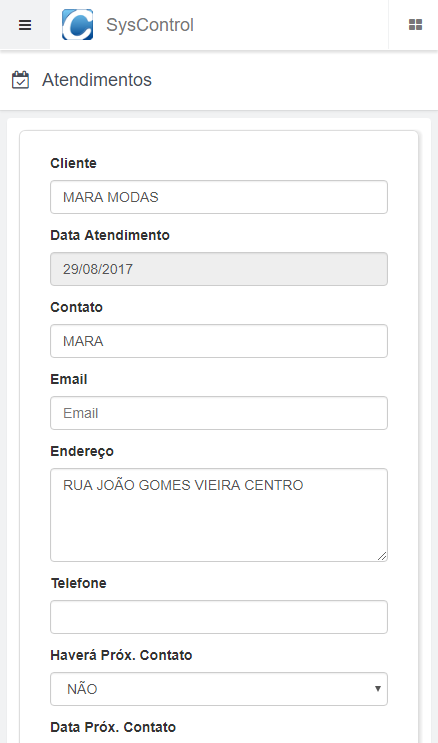 SysControl
Atendimentos
Cliente
MARA MODAS
Data Atendimento
29/08/2017
Contato
MARA
Email
Email
Endereço
RUA JOÃO GOMES VIEIRA CENTRO
Telefone
Haverá Próx. Contato
NÃO
Data Próx. Contato